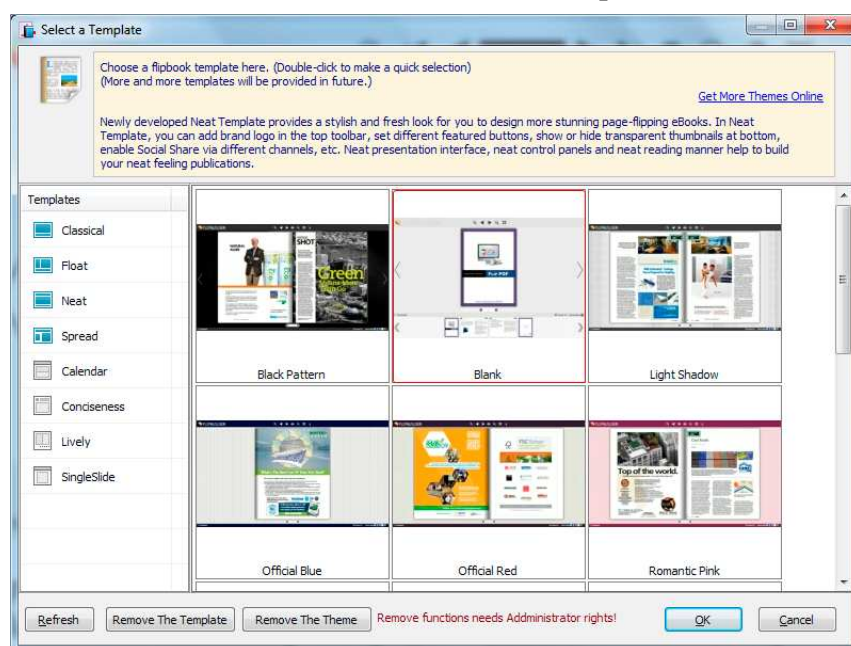 Select a Template
Choose a flipbook template here. (Double-click to make a quick selection)
(More and more templates will be provided in future.)
Get More Themes Online
Newly developed Neat Template provides a stylish and fresh look for you to design more stunning page-flipping eBooks. In Neat
Template, you can add brand logo in the top toolbar, set different featured buttons, show or hide transparent thumbnails at bottom,
enable Social Share via different channels, etc. Neat presentation interface, neat control panels and neat reading manner help to build
your neat feeling publications.
Templates
Classical
Float
Neat
Spread
Calendar
Conciseness
Lively
SingleSlide
SHOT
Green
Black Pattern
Blank
Light Shadow
Top of the world.
Official Blue
Official Red
Romantic Pink
Refresh
Remove The Template
Remove The Theme
Remove functions needs Addministrator rights!
OK
Cancel